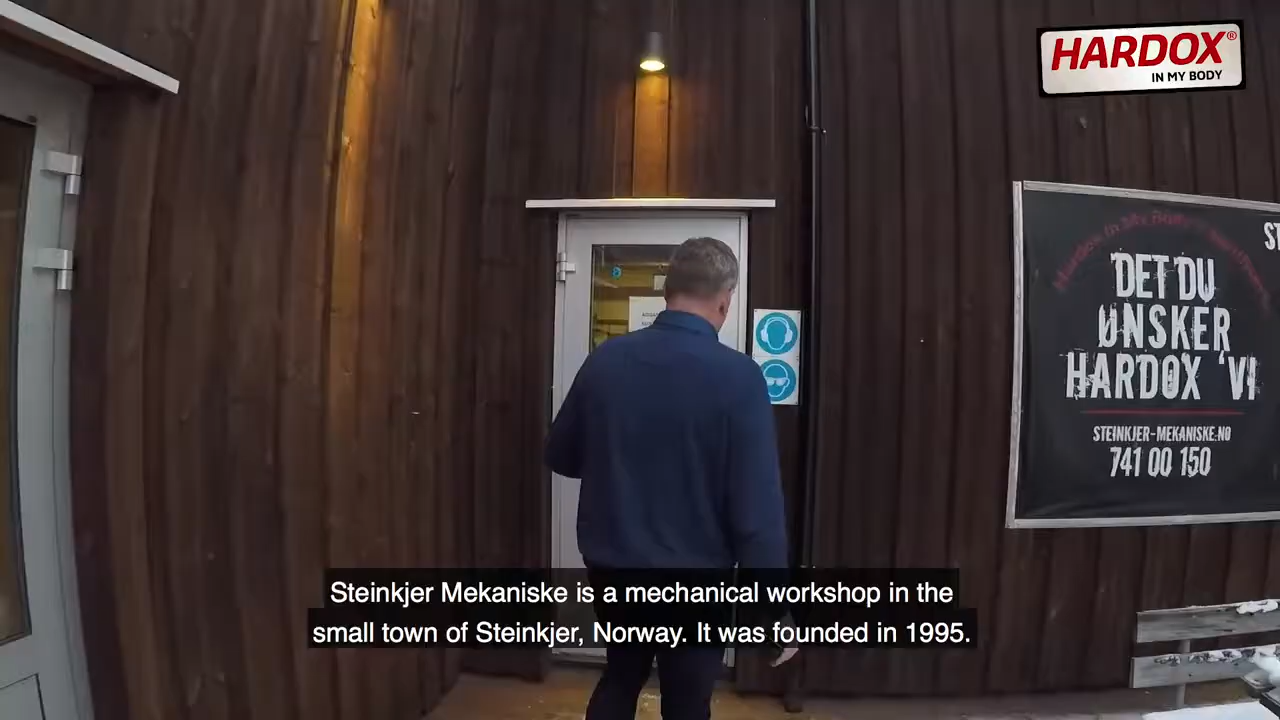 HARDOX®
IN MY BODY
ST
DET DU
ØNSKER
HARDOX 'VI
STEINKJER-MEKANISKE.NO
741 00 150
Steinkjer Mekaniske is a mechanical workshop in the
small town of Steinkjer, Norway. It was founded in 1995.